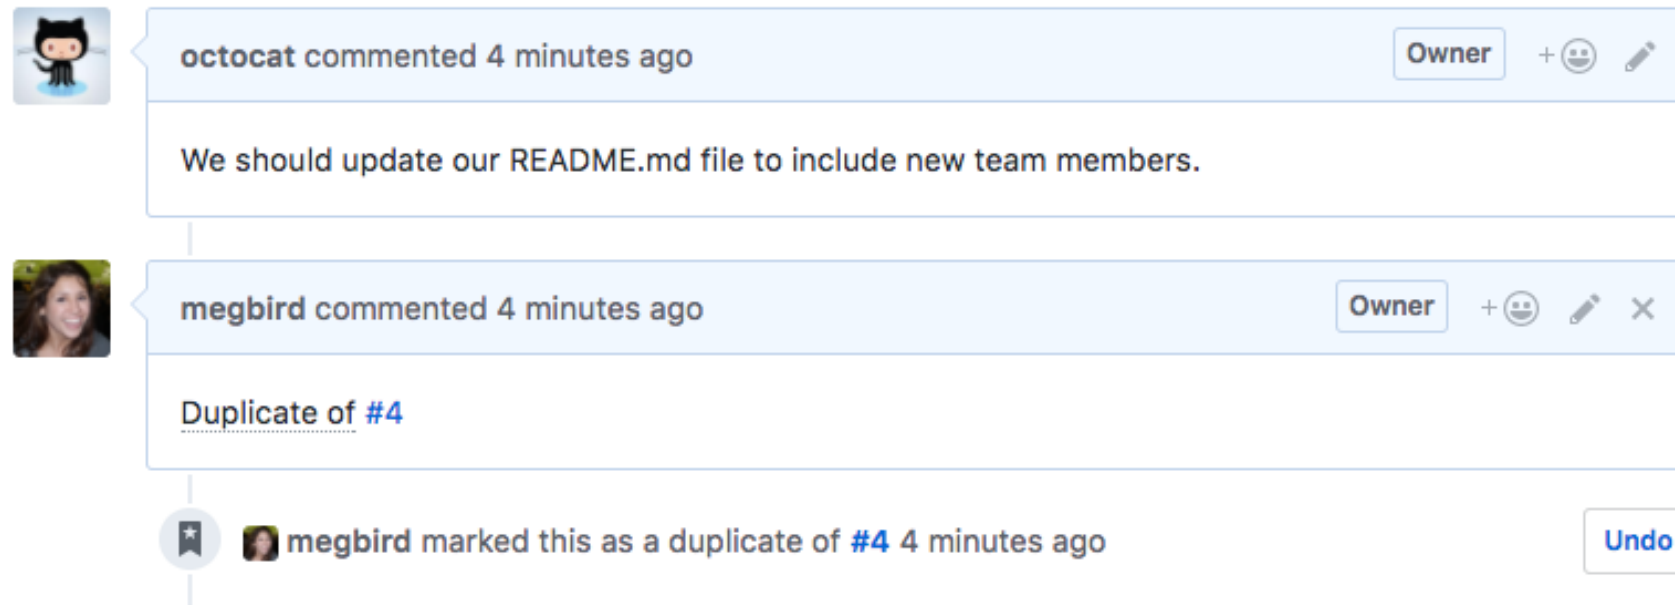 octocat commented 4 minutes ago Owner
We should update our README.md file to include new team members.
megbird commented 4 minutes ago Owner
Duplicate of #4
megbird marked this as a duplicate of #4 4 minutes ago Undo